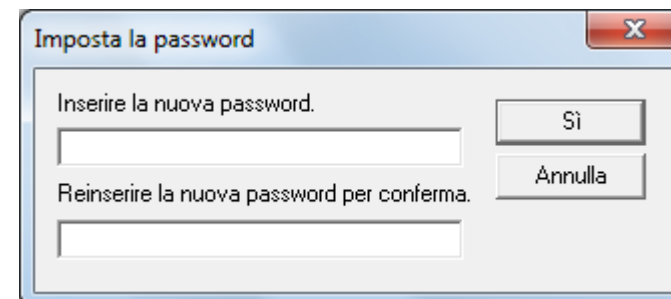 Imposta la password
Inserire la nuova password.
Sì
Annulla
Reinserire la nuova password per conferma.